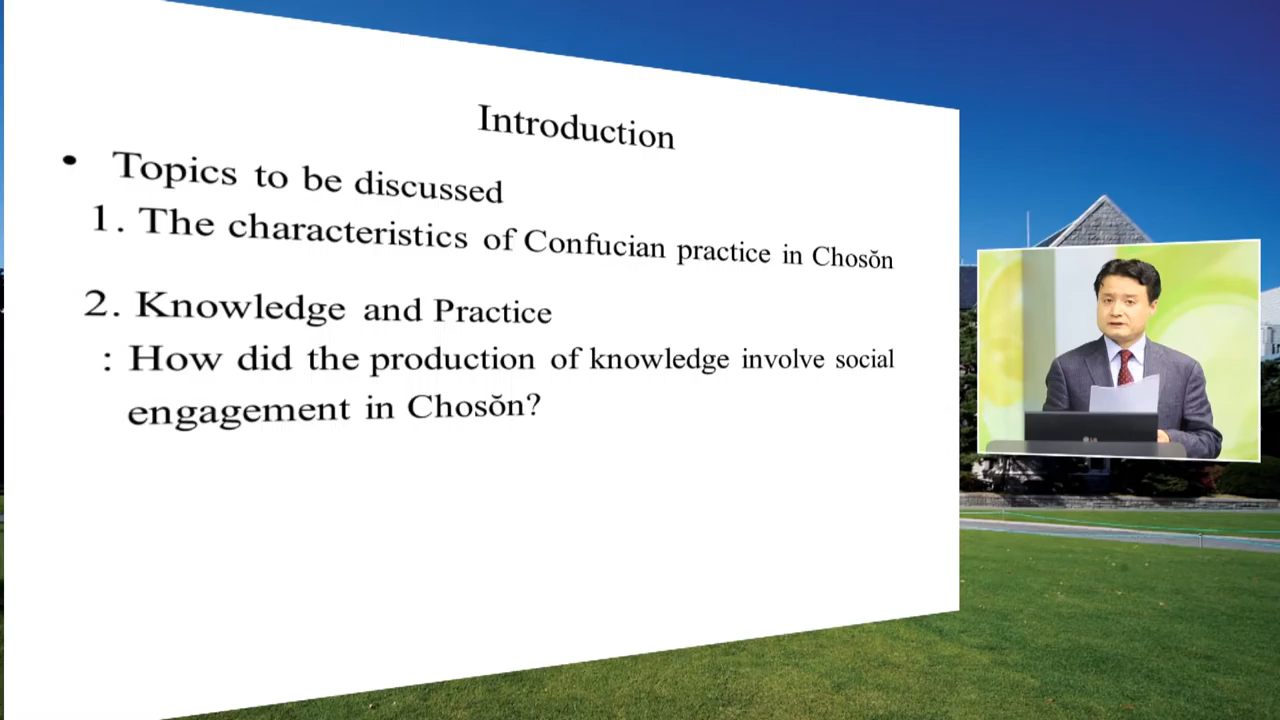 Introduction
• Topics to be discussed
1. The characteristics of Confucian practice in Chosŏn
2. Knowledge and Practice
: How did the production of knowledge involve social
engagement in Chosŏn?
LG